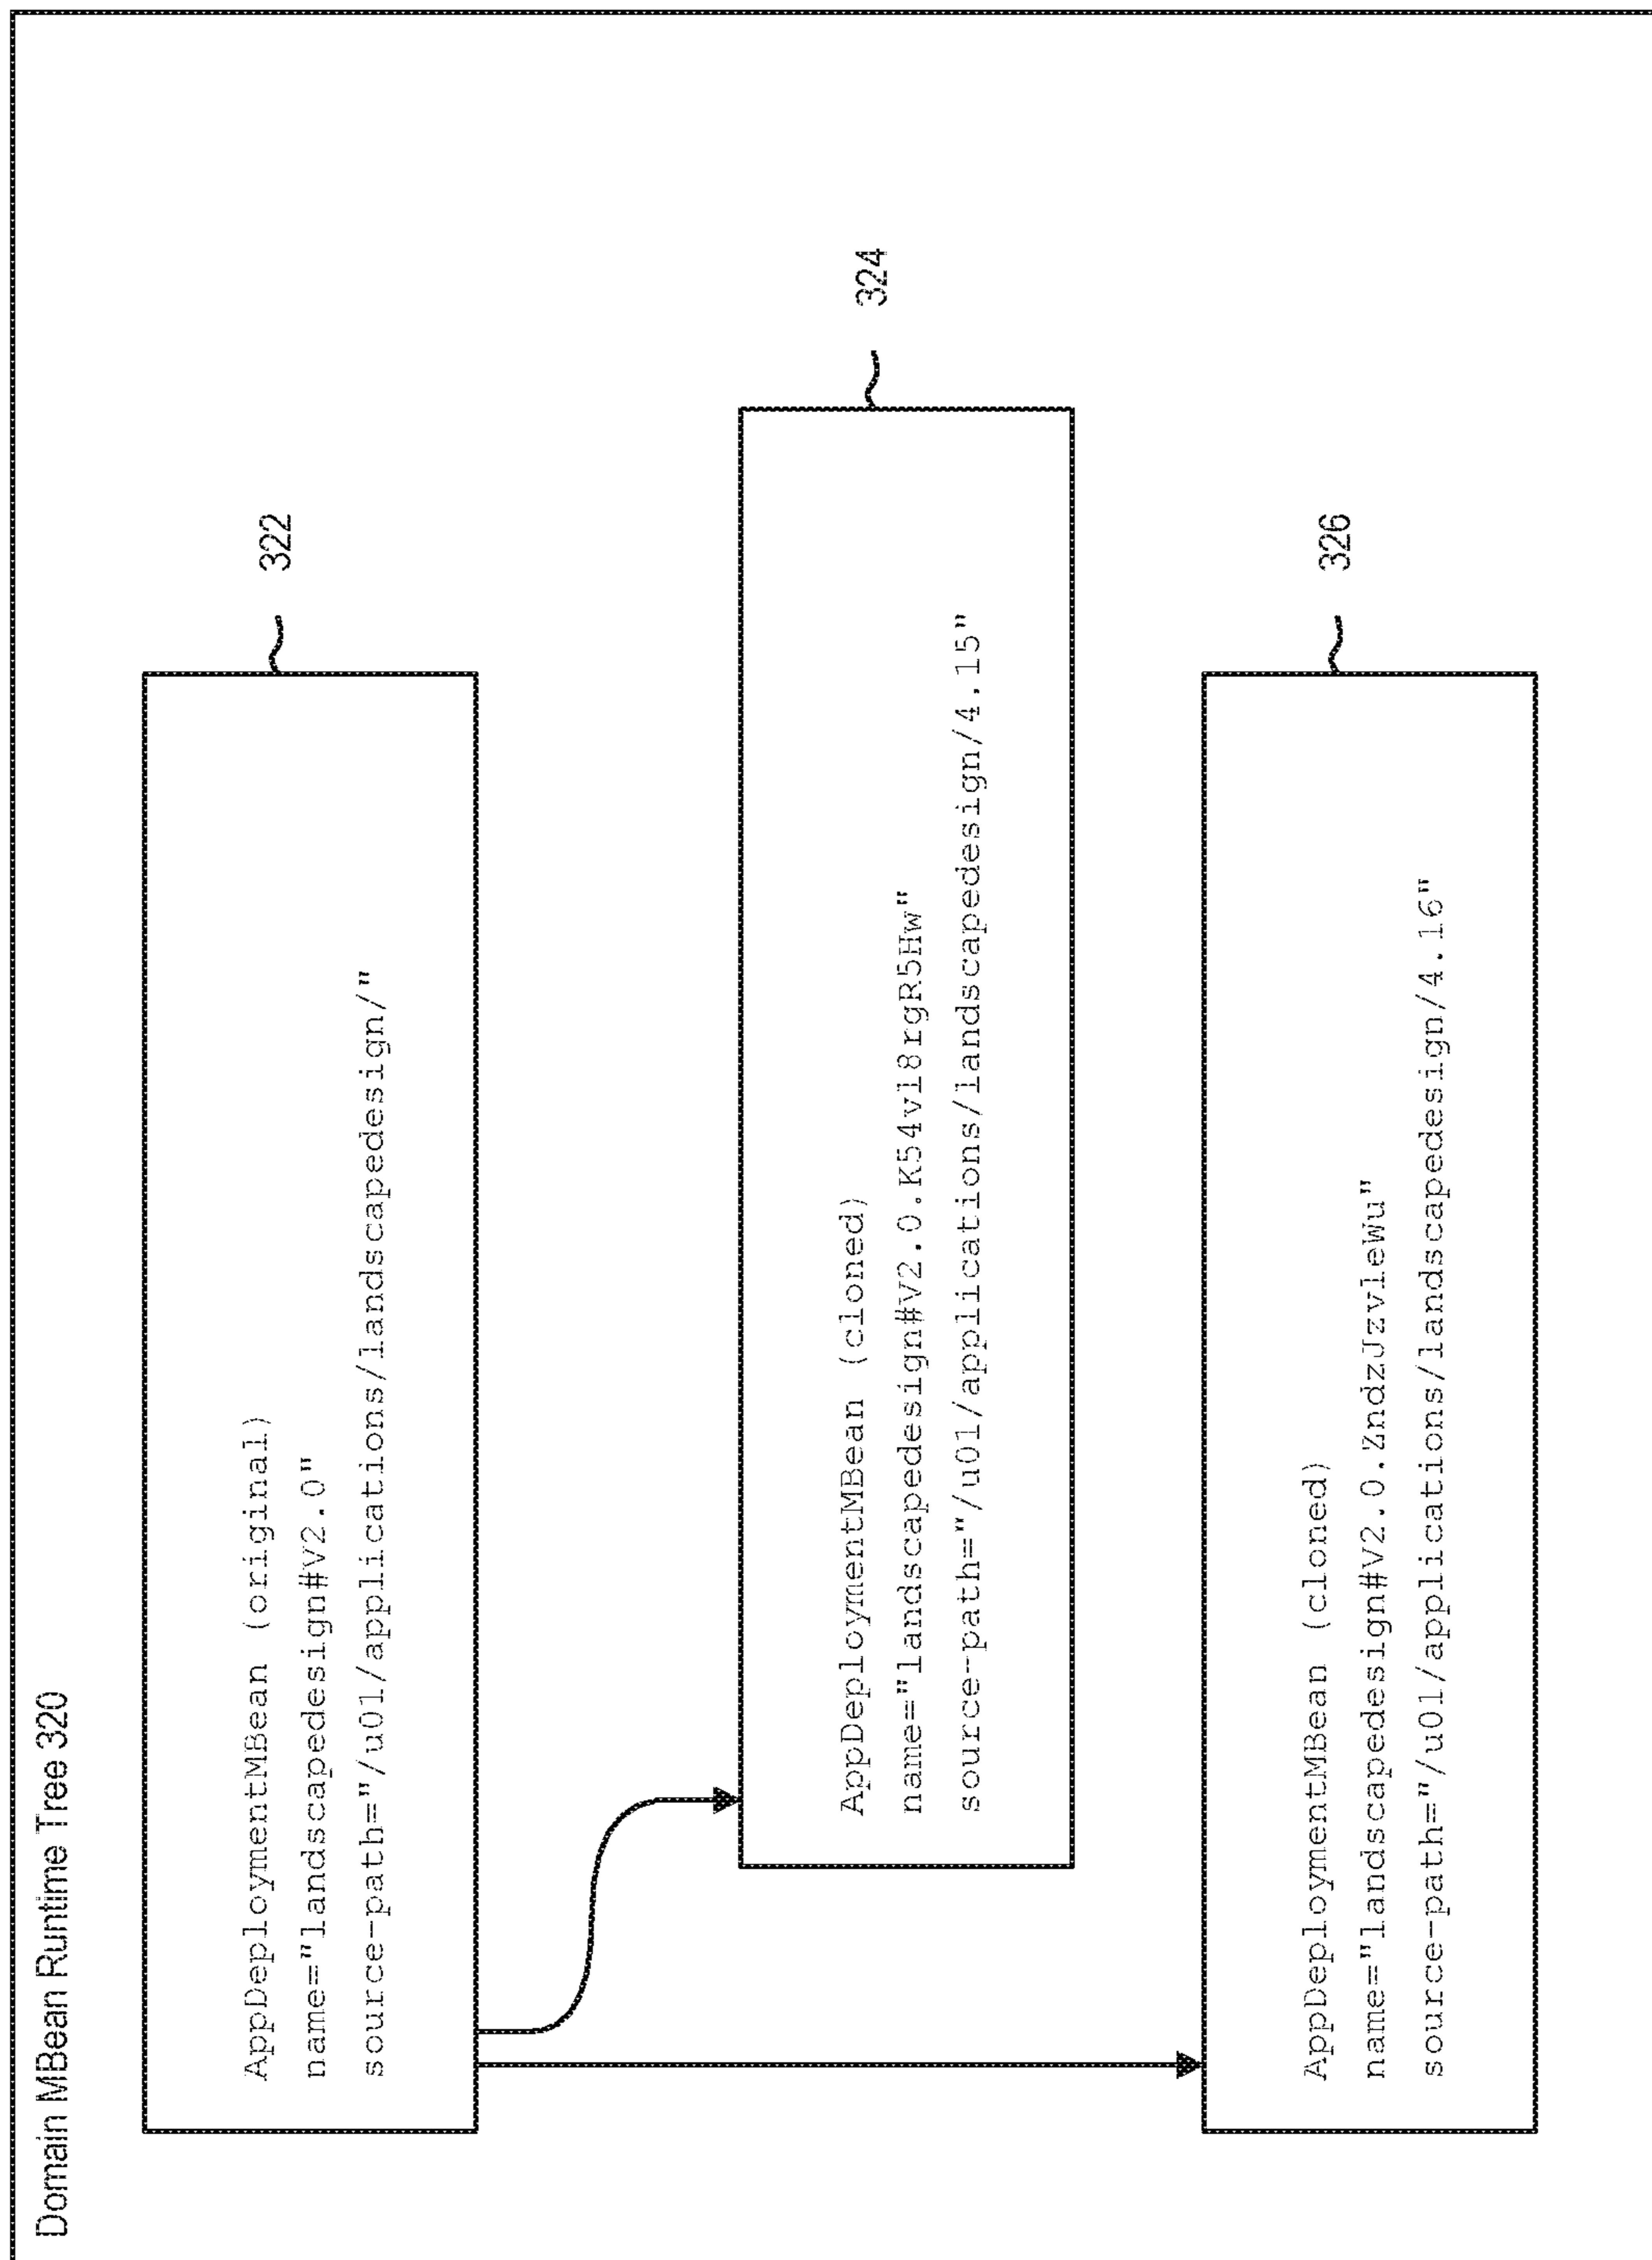 Domain MBean Runtime Tree 320
322
AppDeploymentMBean (original)
name="landscapedesign#V2.0"
source-path="/u01/applications/landscapedesign/"
324
AppDeploymentMBean (cloned)
name="landscapedesign#V2.0.K54vl8rgR5Hw"
source-path="/u01/applications/landscapedesign/4.15"
326
AppDeploymentMBean (cloned)
name="landscapedesign#V2.0.ZndzJzvleWu"
source-path="/u01/applications/landscapedesign/4.16"